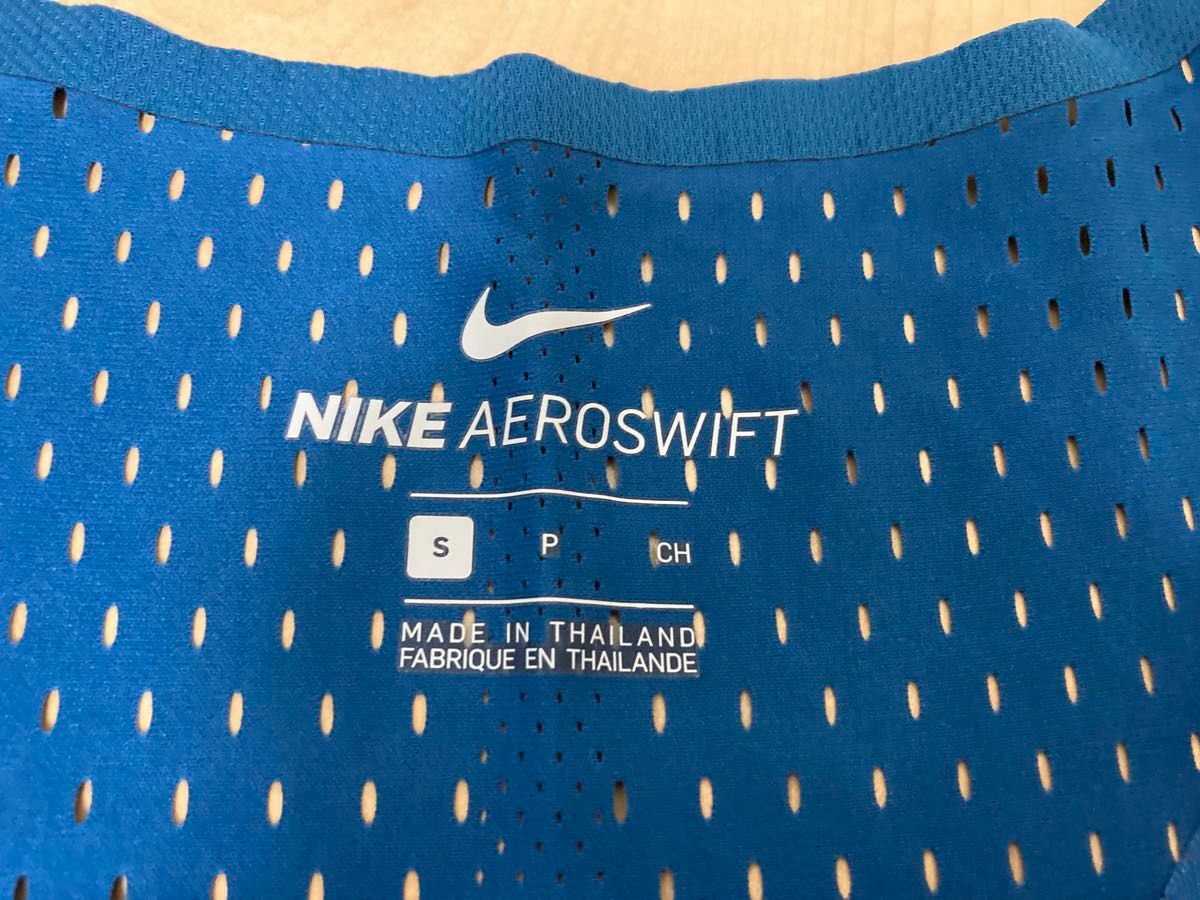 NIKE AEROSWIFT
S P CH
MADE IN THAILAND
FABRIQUE EN THAILANDE